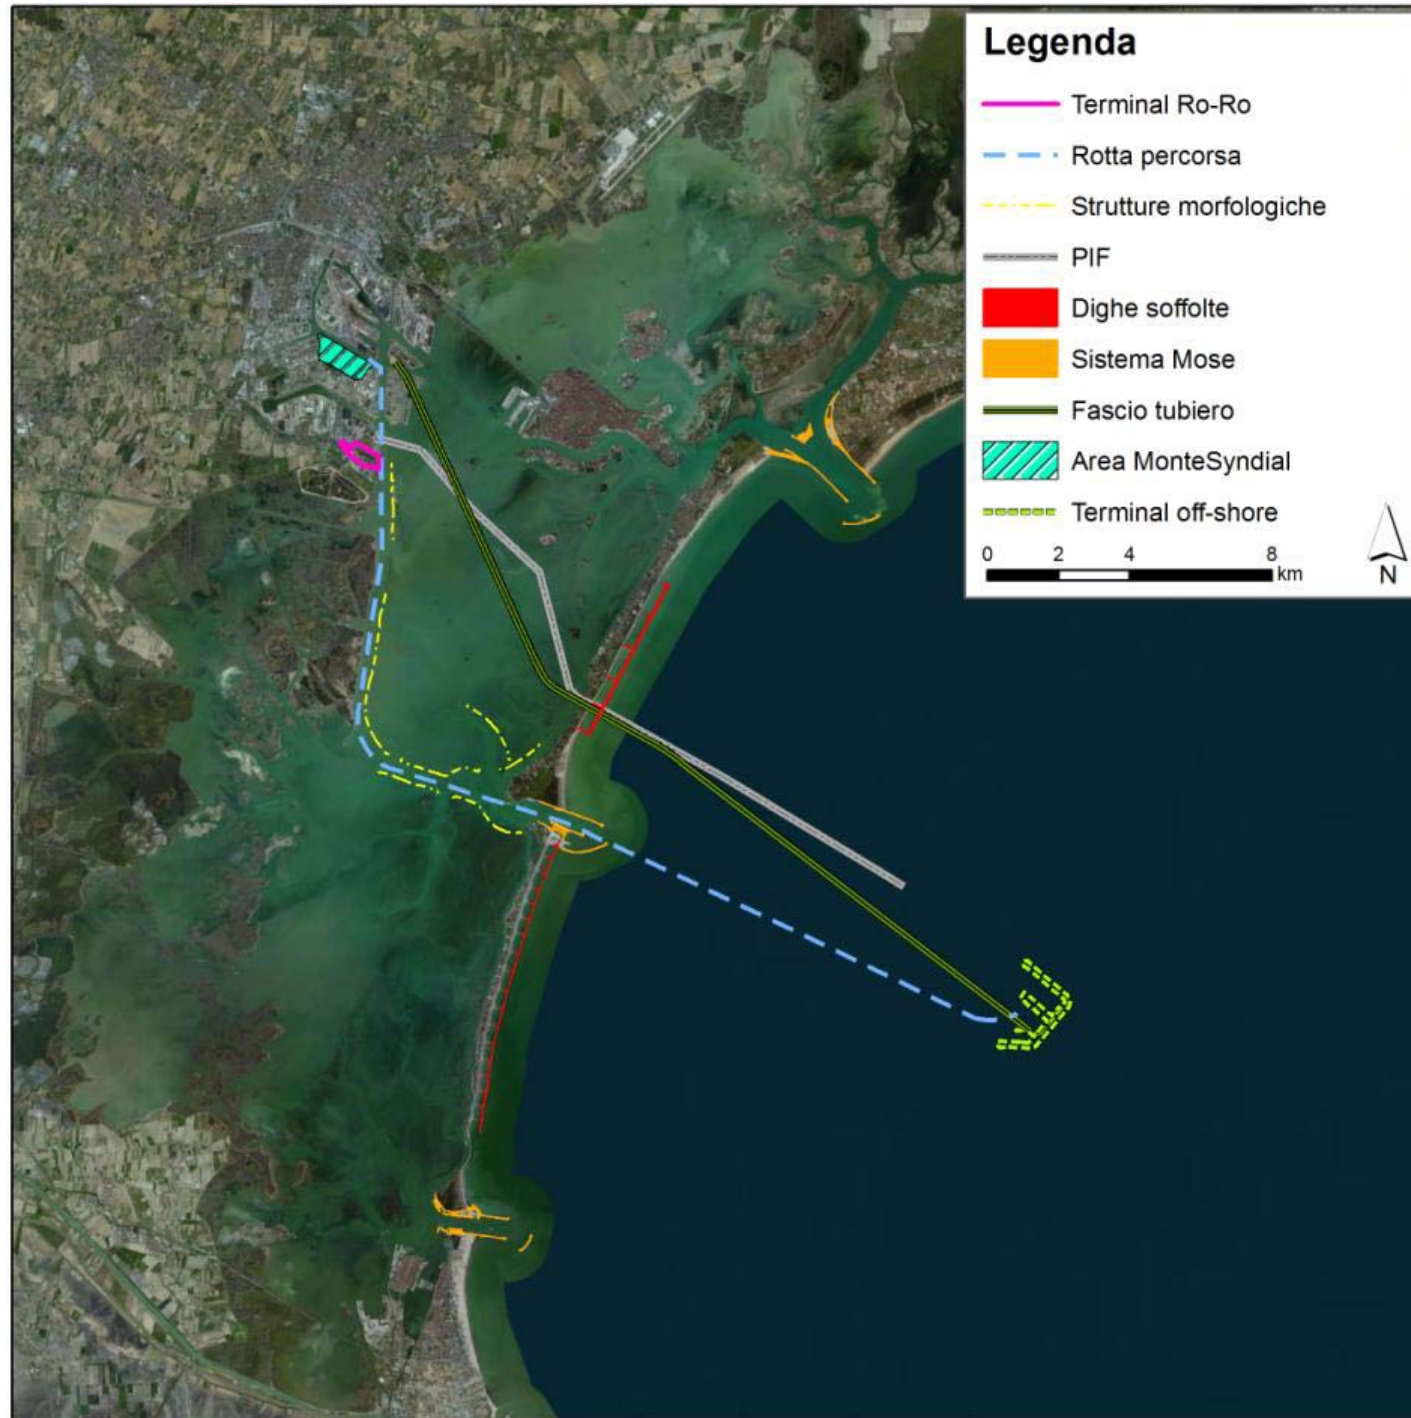 Legenda
Terminal Ro-Ro
Rotta percorsa
Strutture morfologiche
PIF
Dighe soffolte
Sistema Mose
Fascio tubiero
Area MonteSyndial
Terminal off-shore
0 2 4 8
km
N